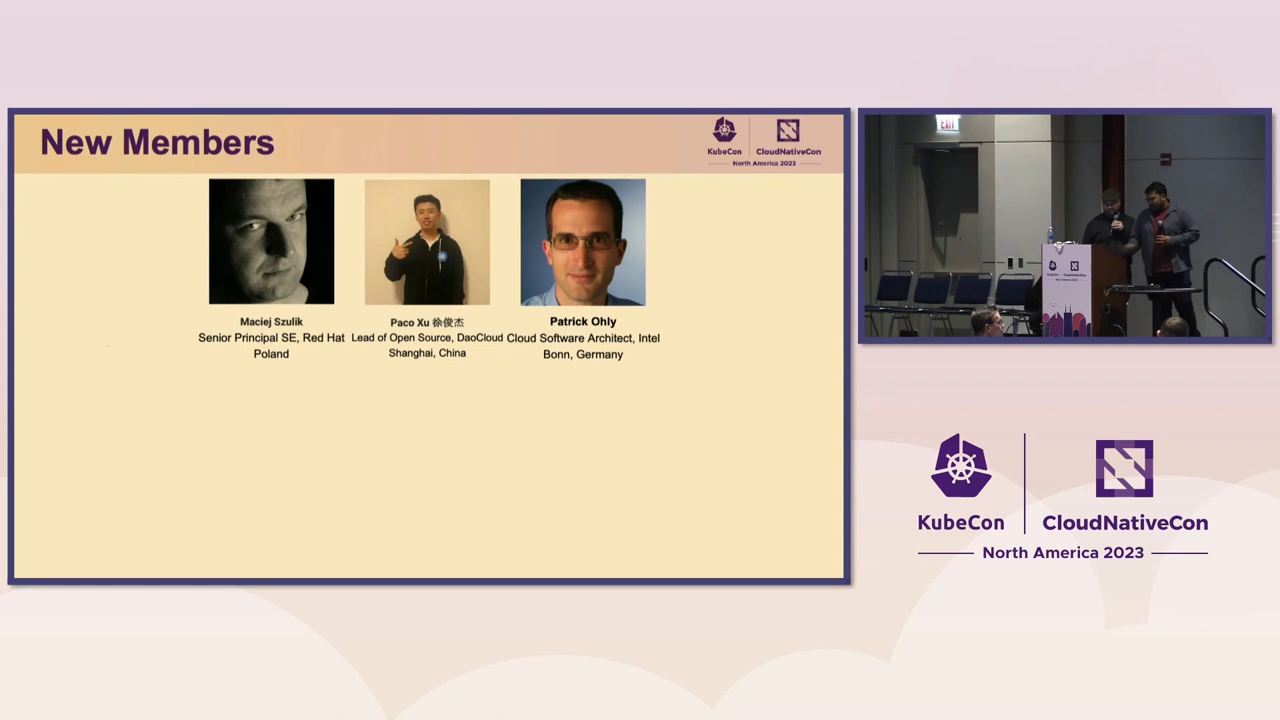 New Members
KubeCon
CloudNativeCon
North America 2023
Maciej Szulik
Senior Principal SE, Red Hat
Poland
Paco Xu 徐俊杰
Lead of Open Source, DaoCloud
Shanghai, China
Patrick Ohly
Cloud Software Architect, Intel
Bonn, Germany
EXIT
KubeCon
CloudNativeCon
North America 2023